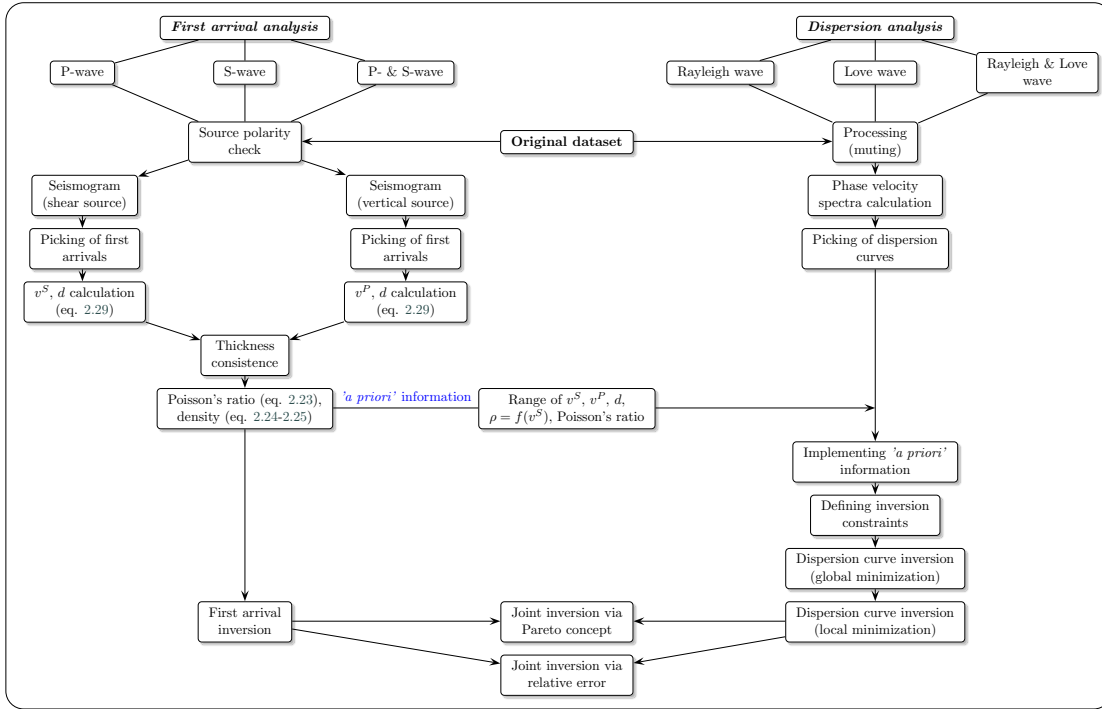 First arrival analysis
Dispersion analysis
P-wave
S-wave
P- & S-wave
Rayleigh wave
Love wave
Rayleigh & Love
wave
Source polarity
check
Original dataset
Processing
(muting)
Seismogram
(shear source)
Seismogram
(vertical source)
Phase velocity
spectra calculation
Picking of first
arrivals
Picking of first
arrivals
Picking of dispersion
curves
v^S, d calculation
(eq. 2.29)
v^P, d calculation
(eq. 2.29)
Thickness
consistence
Poisson's ratio (eq. 2.23),
density (eq. 2.24-2.25)
'a priori' information
Range of v^S, v^P, d,
ρ = f(v^S), Poisson's ratio
Implementing 'a priori'
information
Defining inversion
constraints
Dispersion curve inversion
(global minimization)
First arrival
inversion
Joint inversion via
Pareto concept
Dispersion curve inversion
(local minimization)
Joint inversion via
relative error